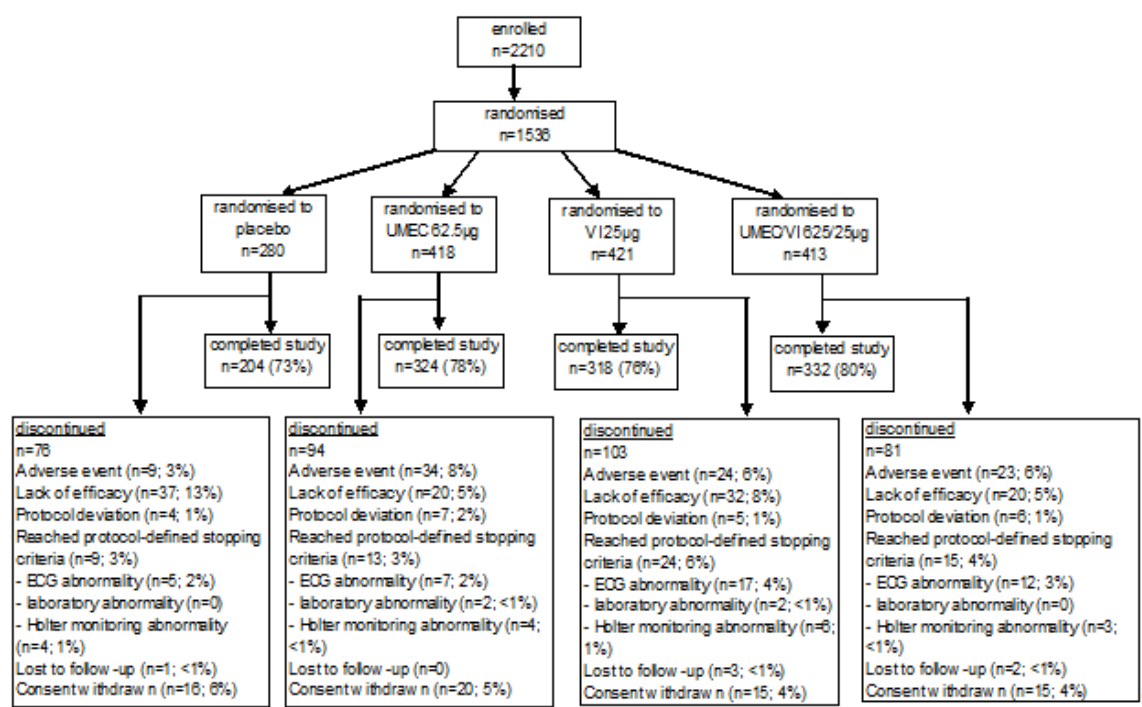 enrolled
n=2210
randomised
n=1536
randomised to
placebo
n=280
randomised to
UMEC 62.5µg
n=418
randomised to
VI 25µg
n=421
randomised to
UMEC/VI 625/25µg
n=413
completed study
n=204 (73%)
completed study
n=324 (78%)
completed study
n=318 (76%)
completed study
n=332 (80%)
discontinued
n=76
Adverse event (n=9; 3%)
Lack of efficacy (n=37; 13%)
Protocol deviation (n=4; 1%)
Reached protocol-defined stopping
criteria (n=9; 3%)
- ECG abnormality (n=5; 2%)
- laboratory abnormality (n=0)
- Holter monitoring abnormality
(n=4; 1%)
Lost to follow -up (n=1; <1%)
Consent withdraw n (n=16; 6%)
discontinued
n=94
Adverse event (n=34; 8%)
Lack of efficacy (n=20; 5%)
Protocol deviation (n=7; 2%)
Reached protocol-defined stopping
criteria (n=13; 3%)
- ECG abnormality (n=7; 2%)
- laboratory abnormality (n=2; <1%)
- Holter monitoring abnormality (n=4;
<1%)
Lost to follow -up (n=0)
Consent withdraw n (n=20; 5%)
discontinued
n=103
Adverse event (n=24; 6%)
Lack of efficacy (n=32; 8%)
Protocol deviation (n=5; 1%)
Reached protocol-defined stopping
criteria (n=24; 6%)
- ECG abnormality (n=17; 4%)
- laboratory abnormality (n=2; <1%)
- Holter monitoring abnormality (n=6;
1%)
Lost to follow -up (n=3; <1%)
Consent withdraw n (n=15; 4%)
discontinued
n=81
Adverse event (n=23; 6%)
Lack of efficacy (n=20; 5%)
Protocol deviation (n=6; 1%)
Reached protocol-defined stopping
criteria (n=15; 4%)
- ECG abnormality (n=12; 3%)
- laboratory abnormality (n=0)
- Holter monitoring abnormality (n=3;
<1%)
Lost to follow -up (n=2; <1%)
Consent withdraw n (n=15; 4%)